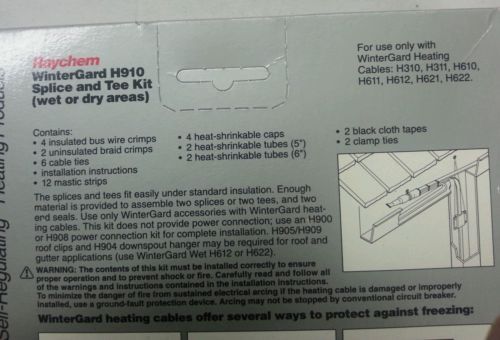 Raychem
WinterGard H910
Splice and Tee Kit
(wet or dry areas)
For use only with
WinterGard Heating
Cables: H310, H311, H610,
H611, H612, H621, H622.
Contains:
• 4 insulated bus wire crimps
• 2 uninsulated braid crimps
• 6 cable ties
• installation instructions
• 12 mastic strips
• 4 heat-shrinkable caps
• 2 heat-shrinkable tubes (5")
• 2 heat-shrinkable tubes (6")
• 2 black cloth tapes
• 2 clamp ties
The splices and tees fit easily under standard insulation. Enough
material is provided to assemble two splices or two tees, and two
end seals. Use only WinterGard accessories with WinterGard heat-
ing cables. This kit does not provide power connection; use an H900
or H908 power connection kit for complete installation. H905/H909
roof clips and H904 downspout hanger may be required for roof and
gutter applications (use WinterGard Wet H612 or H622).
WARNING: The contents of this kit must be installed correctly to ensure
proper operation and to prevent shock or fire. Carefully read and follow all
of the warnings and instructions contained in the installation instructions.
To minimize the danger of fire from sustained electrical arcing if the heating cable is damaged or improperly
installed, use a ground-fault protection device. Arcing may not be stopped by conventional circuit breaker.
WinterGard heating cables offer several ways to protect against freezing:
Self-Regulating Heating Products